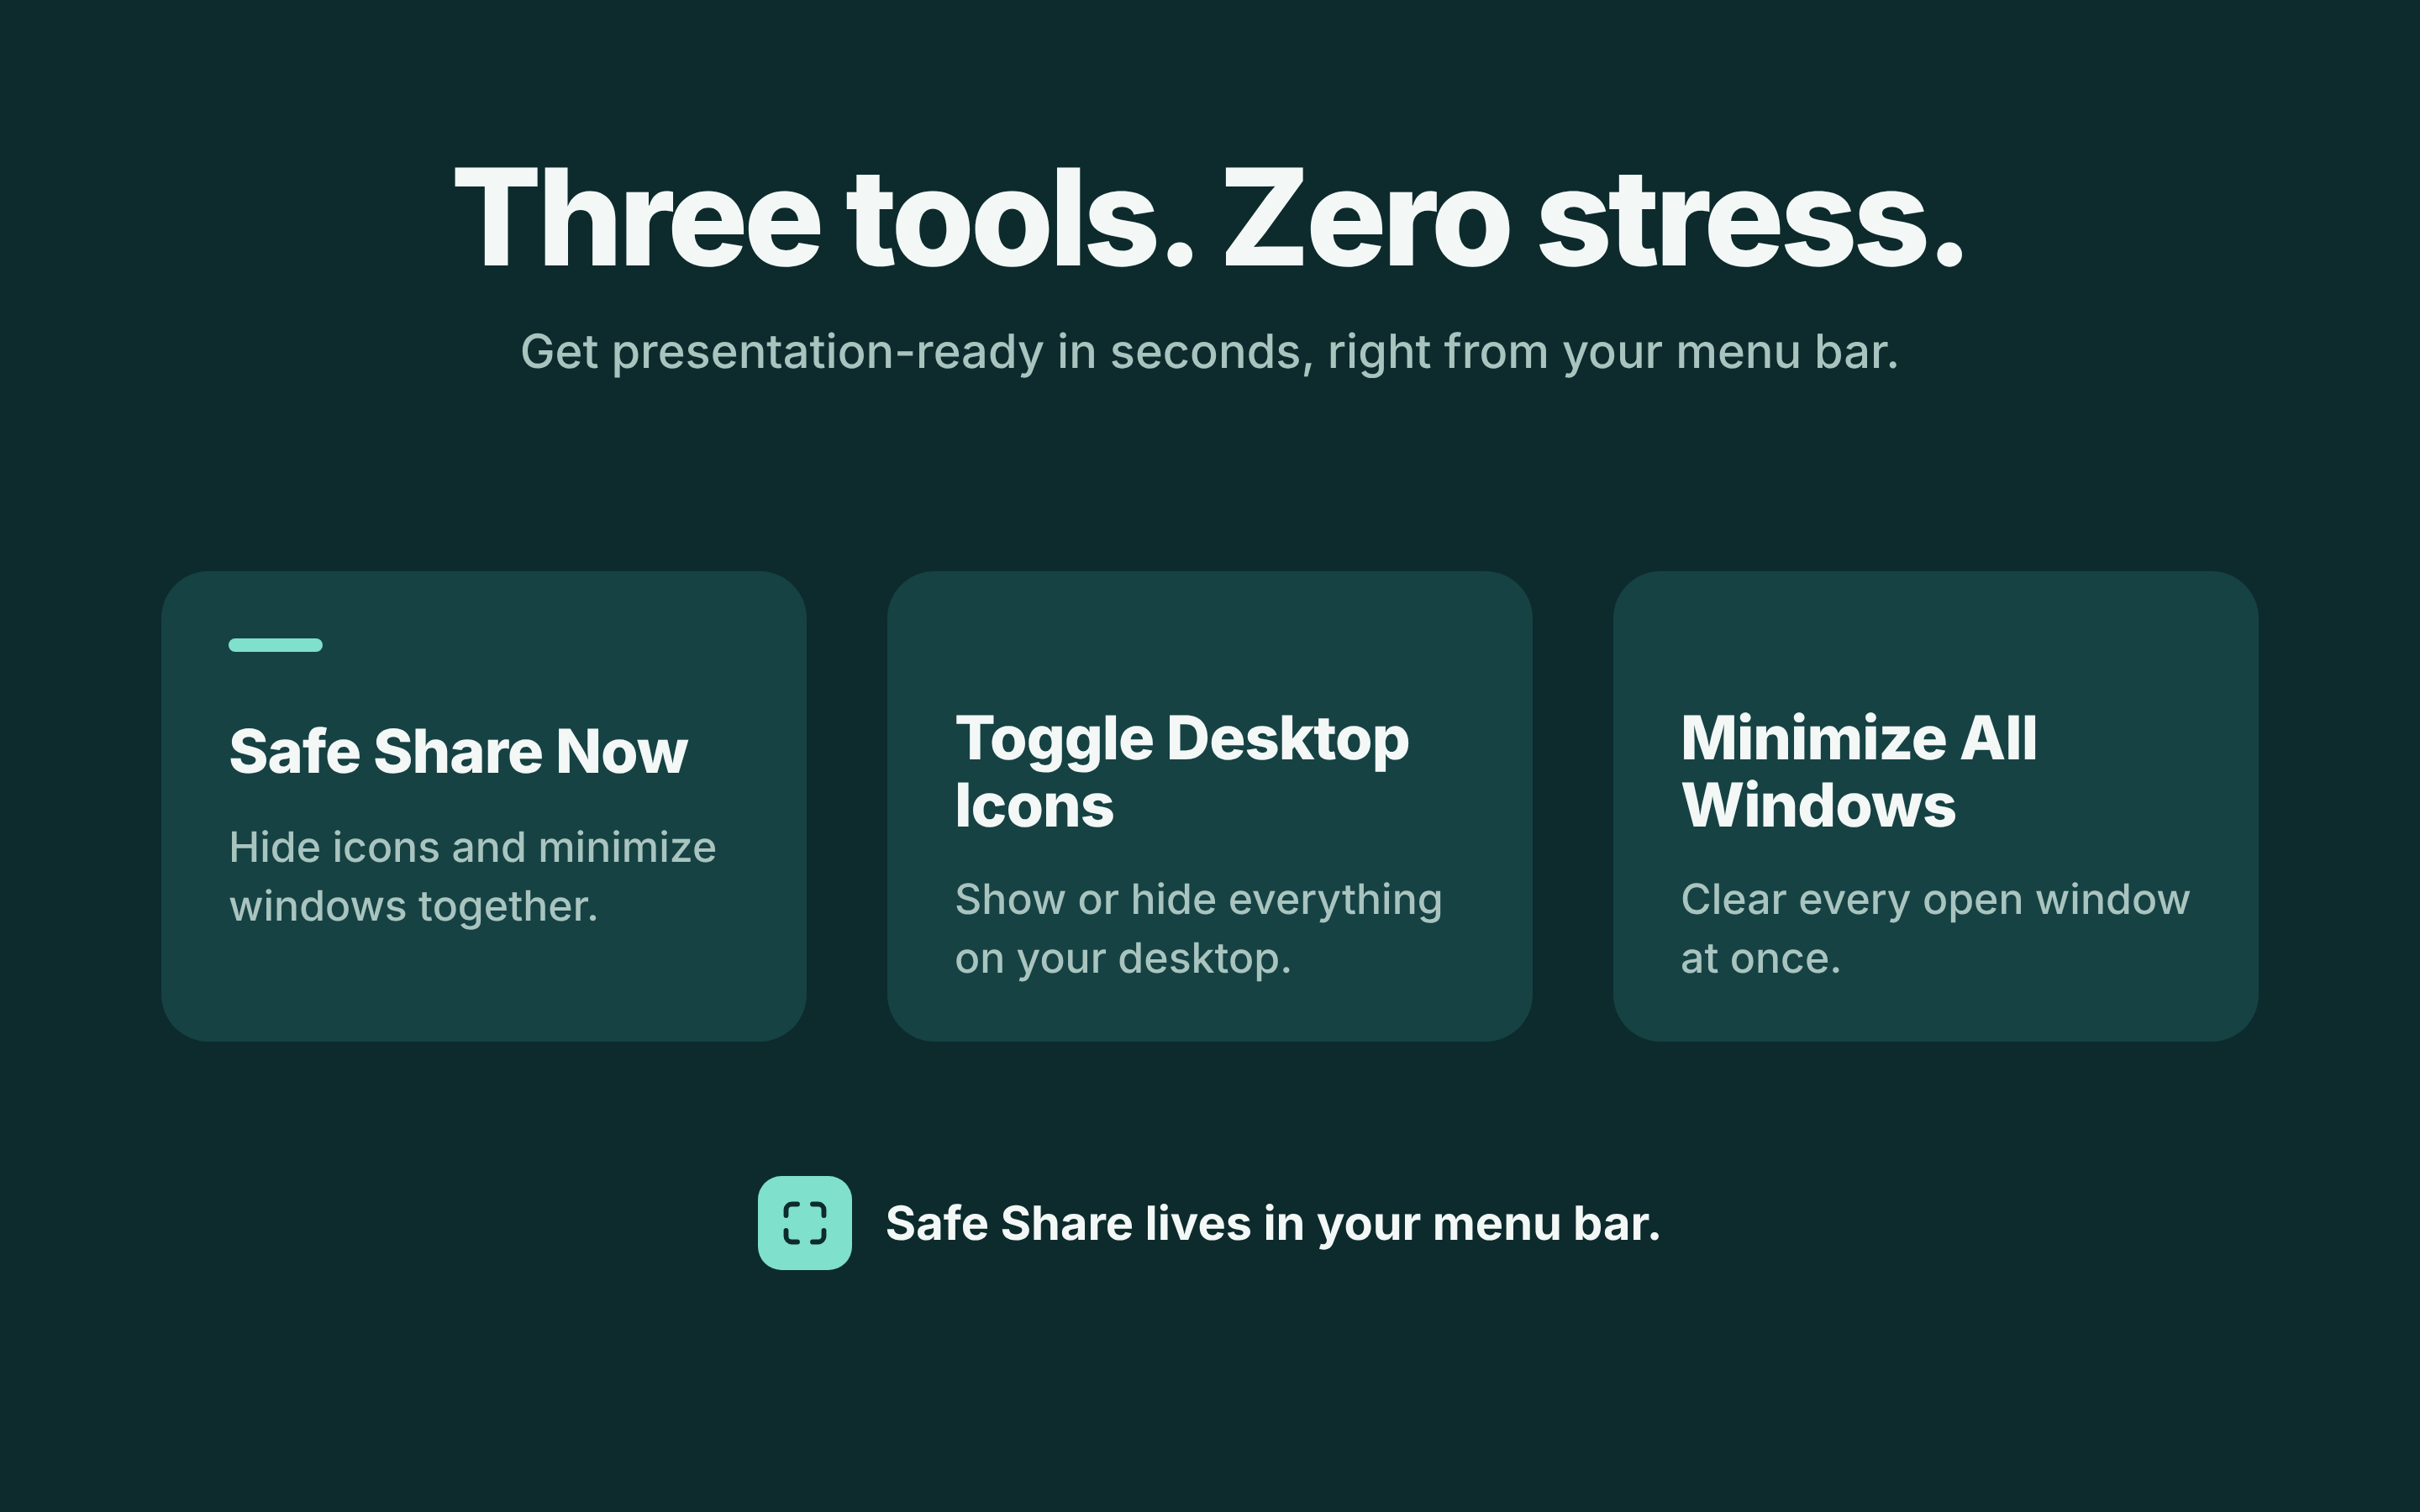 Three tools. Zero stress.
Get presentation-ready in seconds, right from your menu bar.
Safe Share Now
Hide icons and minimize
windows together.
Toggle Desktop
Icons
Show or hide everything
on your desktop.
Minimize All
Windows
Clear every open window
at once.
Safe Share lives in your menu bar.